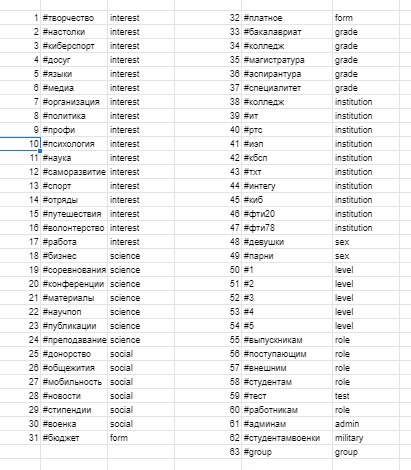 1 #творчество interest
2 #настолки interest
3 #киберспорт interest
4 #досуг interest
5 #языки interest
6 #медиа interest
7 #организация interest
8 #политика interest
9 #профи interest
10 #психология interest
11 #наука interest
12 #саморазвитие interest
13 #спорт interest
14 #отряды interest
15 #путешествия interest
16 #волонтерство interest
17 #работа interest
18 #бизнес science
19 #соревнования science
20 #конференции science
21 #материалы science
22 #научпоп science
23 #публикации science
24 #преподавание science
25 #донорство social
26 #общежития social
27 #мобильность social
28 #новости social
29 #стипендии social
30 #военка social
31 #бюджет form
32 #платное form
33 #бакалавриат grade
34 #колледж grade
35 #магистратура grade
36 #аспирантура grade
37 #специалитет grade
38 #колледж institution
39 #ит institution
40 #ртс institution
41 #иэп institution
42 #кбсп institution
43 #тхт institution
44 #интегу institution
45 #киб institution
46 #фти20 institution
47 #фти78 institution
48 #девушки sex
49 #парни sex
50 #1 level
51 #2 level
52 #3 level
53 #4 level
54 #5 level
55 #выпускникам role
56 #поступающим role
57 #внешним role
58 #студентам role
59 #тест test
60 #работникам role
61 #админам admin
62 #студентамвоенки military
63 #group group